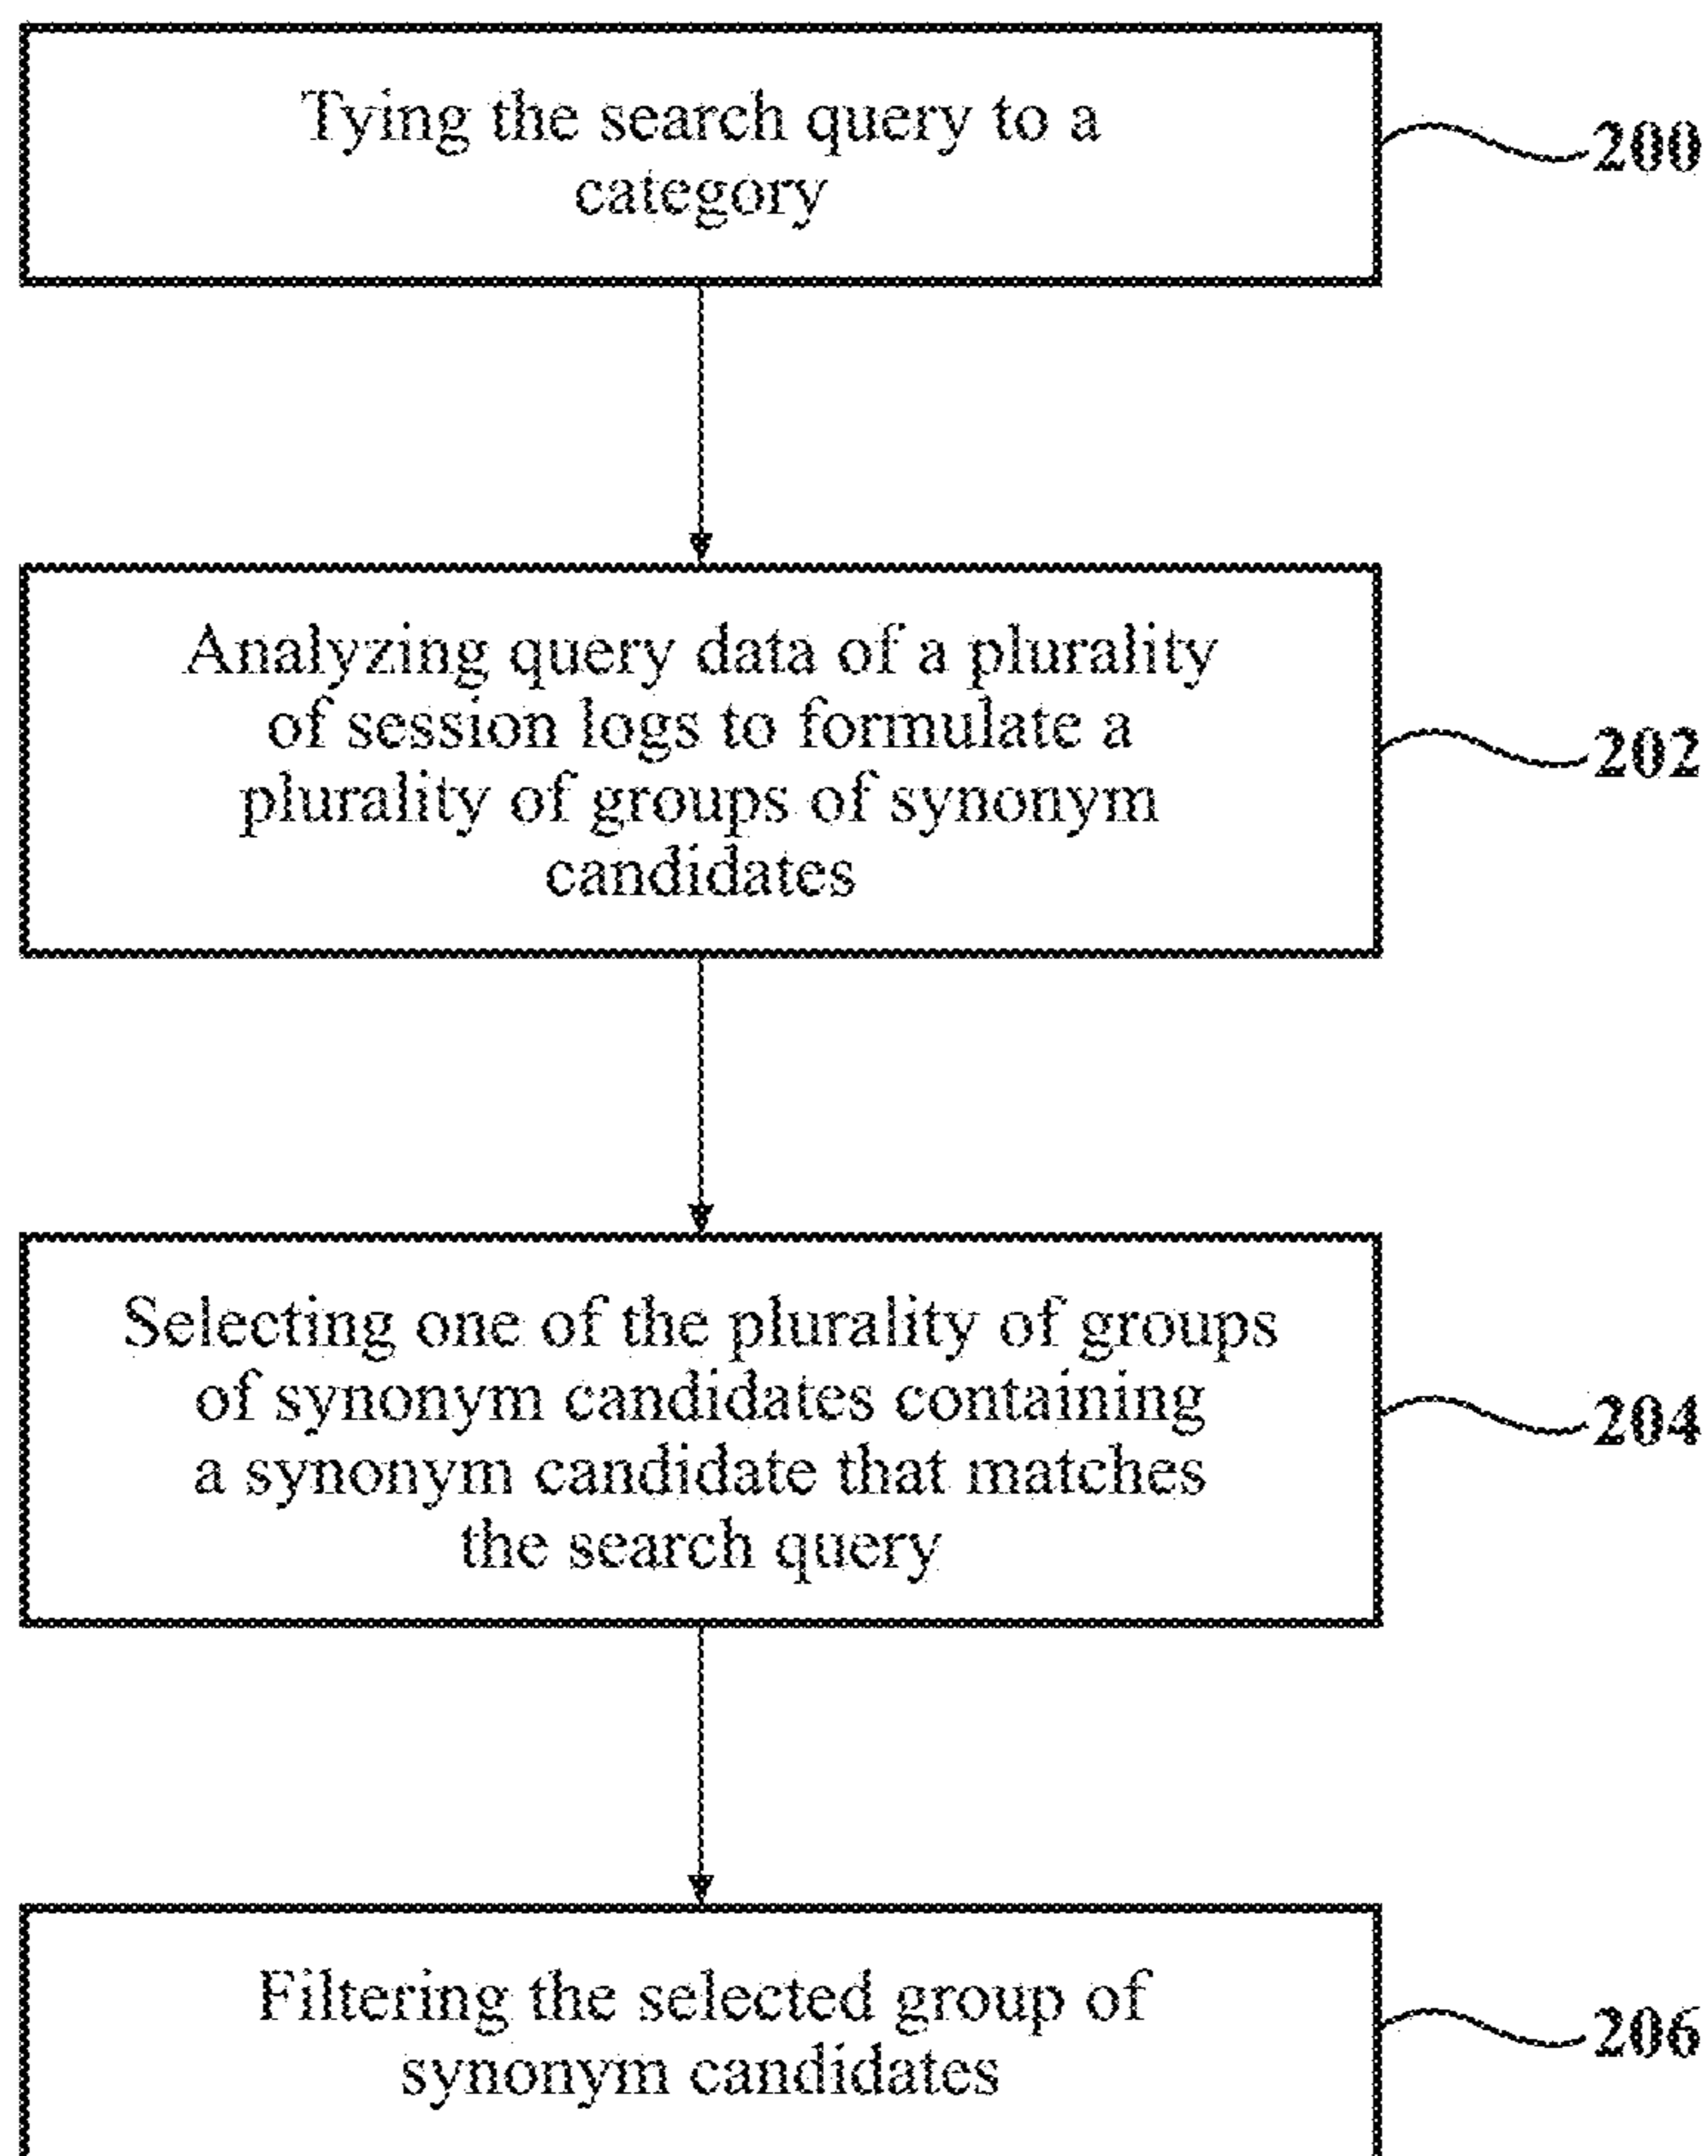 Tying the search query to a
category
200
Analyzing query data of a plurality
of session logs to formulate a
plurality of groups of synonym
candidates
202
Selecting one of the plurality of groups
of synonym candidates containing
a synonym candidate that matches
the search query
204
Filtering the selected group of
synonym candidates
206